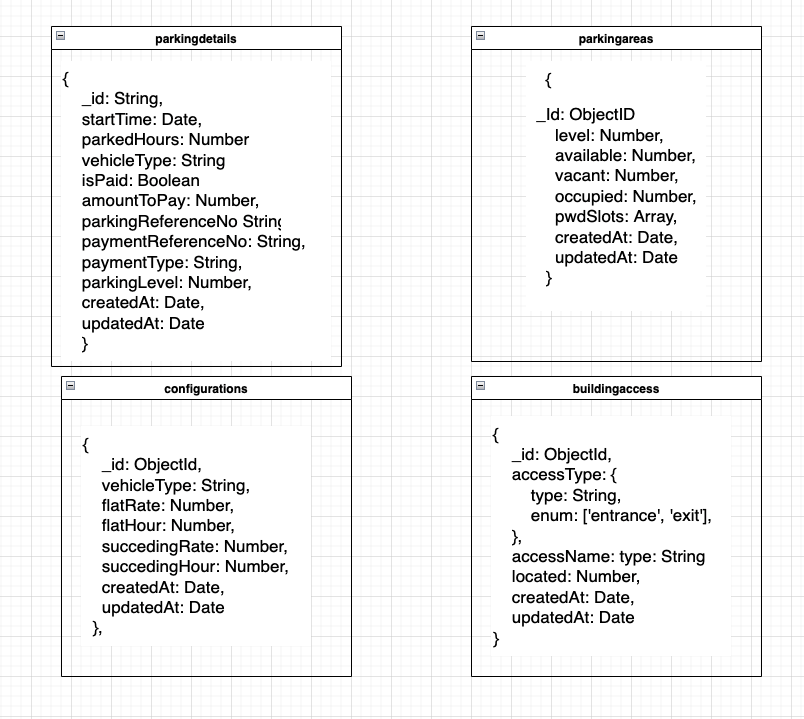 parkingdetails
{
_id: String,
startTime: Date,
parkedHours: Number
vehicleType: String
isPaid: Boolean
amountToPay: Number,
parkingReferenceNo String
paymentReferenceNo: String,
paymentType: String,
parkingLevel: Number,
createdAt: Date,
updatedAt: Date
}
parkingareas
{
_Id: ObjectID
level: Number,
available: Number,
vacant: Number,
occupied: Number,
pwdSlots: Array,
createdAt: Date,
updatedAt: Date
}
configurations
{
_id: ObjectId,
vehicleType: String,
flatRate: Number,
flatHour: Number,
succedingRate: Number,
succedingHour: Number,
createdAt: Date,
updatedAt: Date
},
buildingaccess
{
_id: ObjectId,
accessType: {
type: String,
enum: ['entrance', 'exit'],
},
accessName: type: String
located: Number,
createdAt: Date,
updatedAt: Date
}